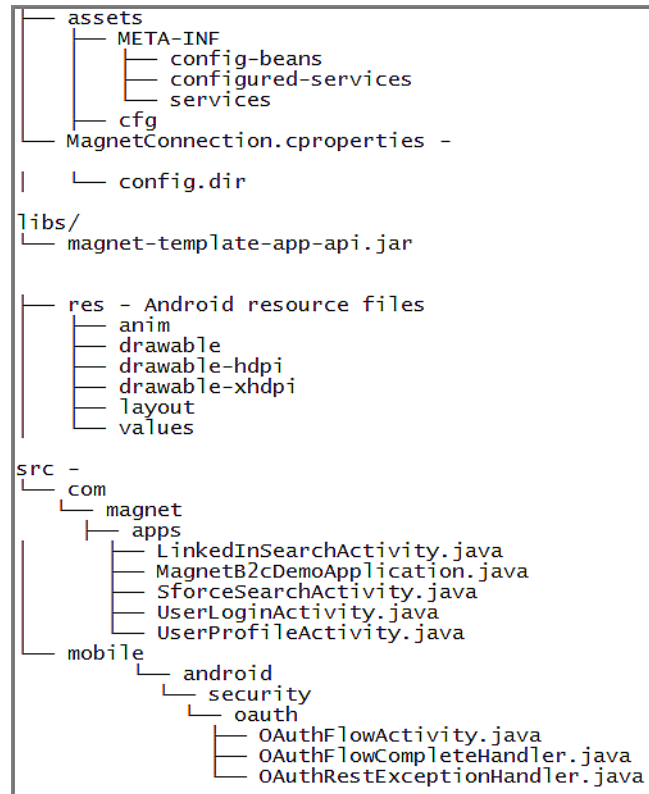 ├── assets
│   ├── META-INF
│   │   ├── config-beans
│   │   ├── configured-services
│   │   └── services
│   ├── cfg
└── MagnetConnection.cproperties -
│   └── config.dir
libs/
└── magnet-template-app-api.jar
├── res - Android resource files
│   ├── anim
│   ├── drawable
│   ├── drawable-hdpi
│   ├── drawable-xhdpi
│   ├── layout
│   └── values
src -
└── com
    └── magnet
        ├── apps
│       ├── LinkedInSearchActivity.java
│       ├── MagnetB2cDemoApplication.java
│       ├── SforceSearchActivity.java
│       ├── UserLoginActivity.java
│       └── UserProfileActivity.java
└── mobile
    └── android
        └── security
            └── oauth
                ├── OAuthFlowActivity.java
                ├── OAuthFlowCompleteHandler.java
                └── OAuthRestExceptionHandler.java